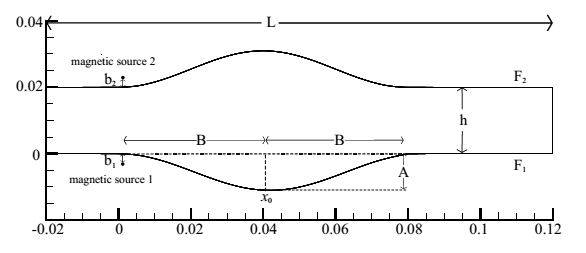 0.04
L
magnetic source 2
b₂
F₂
0.02
h
B
B
0
b₁
F₁
magnetic source 1
A
x₀
-0.02
0
0.02
0.04
0.06
0.08
0.1
0.12